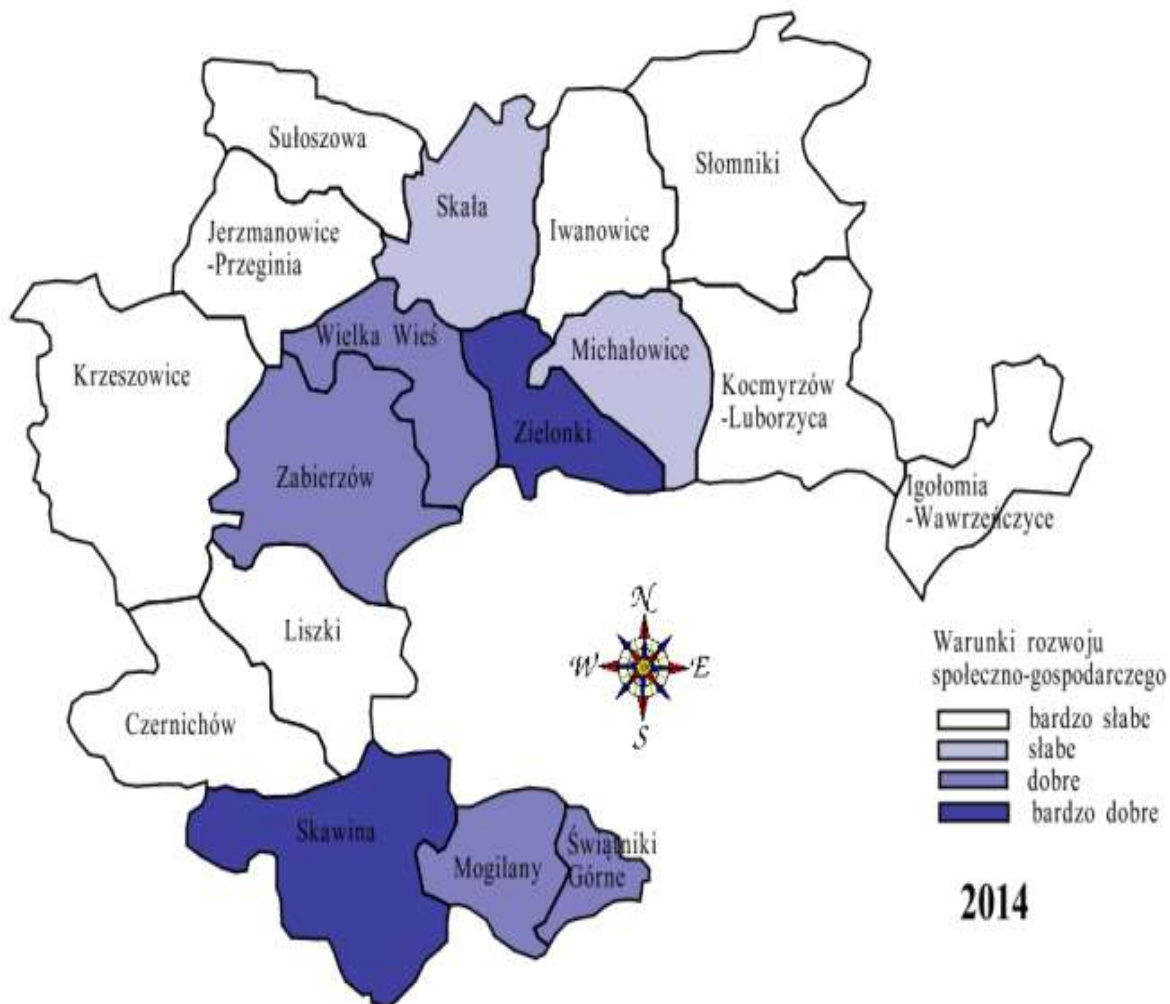 Sułoszowa
Słomniki
Skała
Iwanowice
Jerzmanowice
-Przeginia
Wielka Wieś
Michałowice
Krzeszowice
Kocmyrzów
-Luborzyca
Zielonki
Zabierzów
Igołomia
-Wawrzeńczyce
N
W
E
S
Liszki
Czernichów
Skawina
Mogilany
Świątniki
Górne
Warunki rozwoju
społeczno-gospodarczego
bardzo słabe
słabe
dobre
bardzo dobre
2014